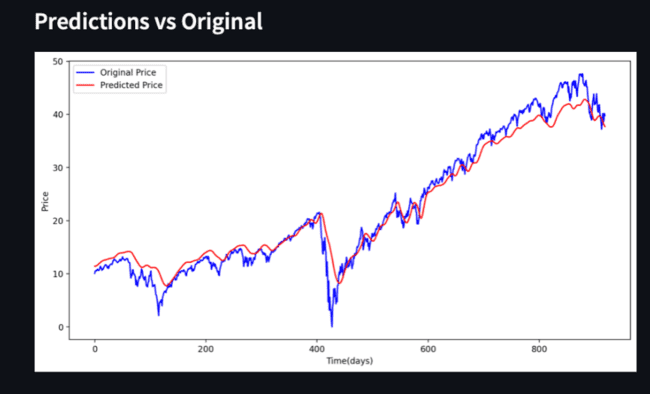 Predictions vs Original
Original Price
Predicted Price
50
40
30
20
10
0
Price
0 200 400 600 800
Time(days)